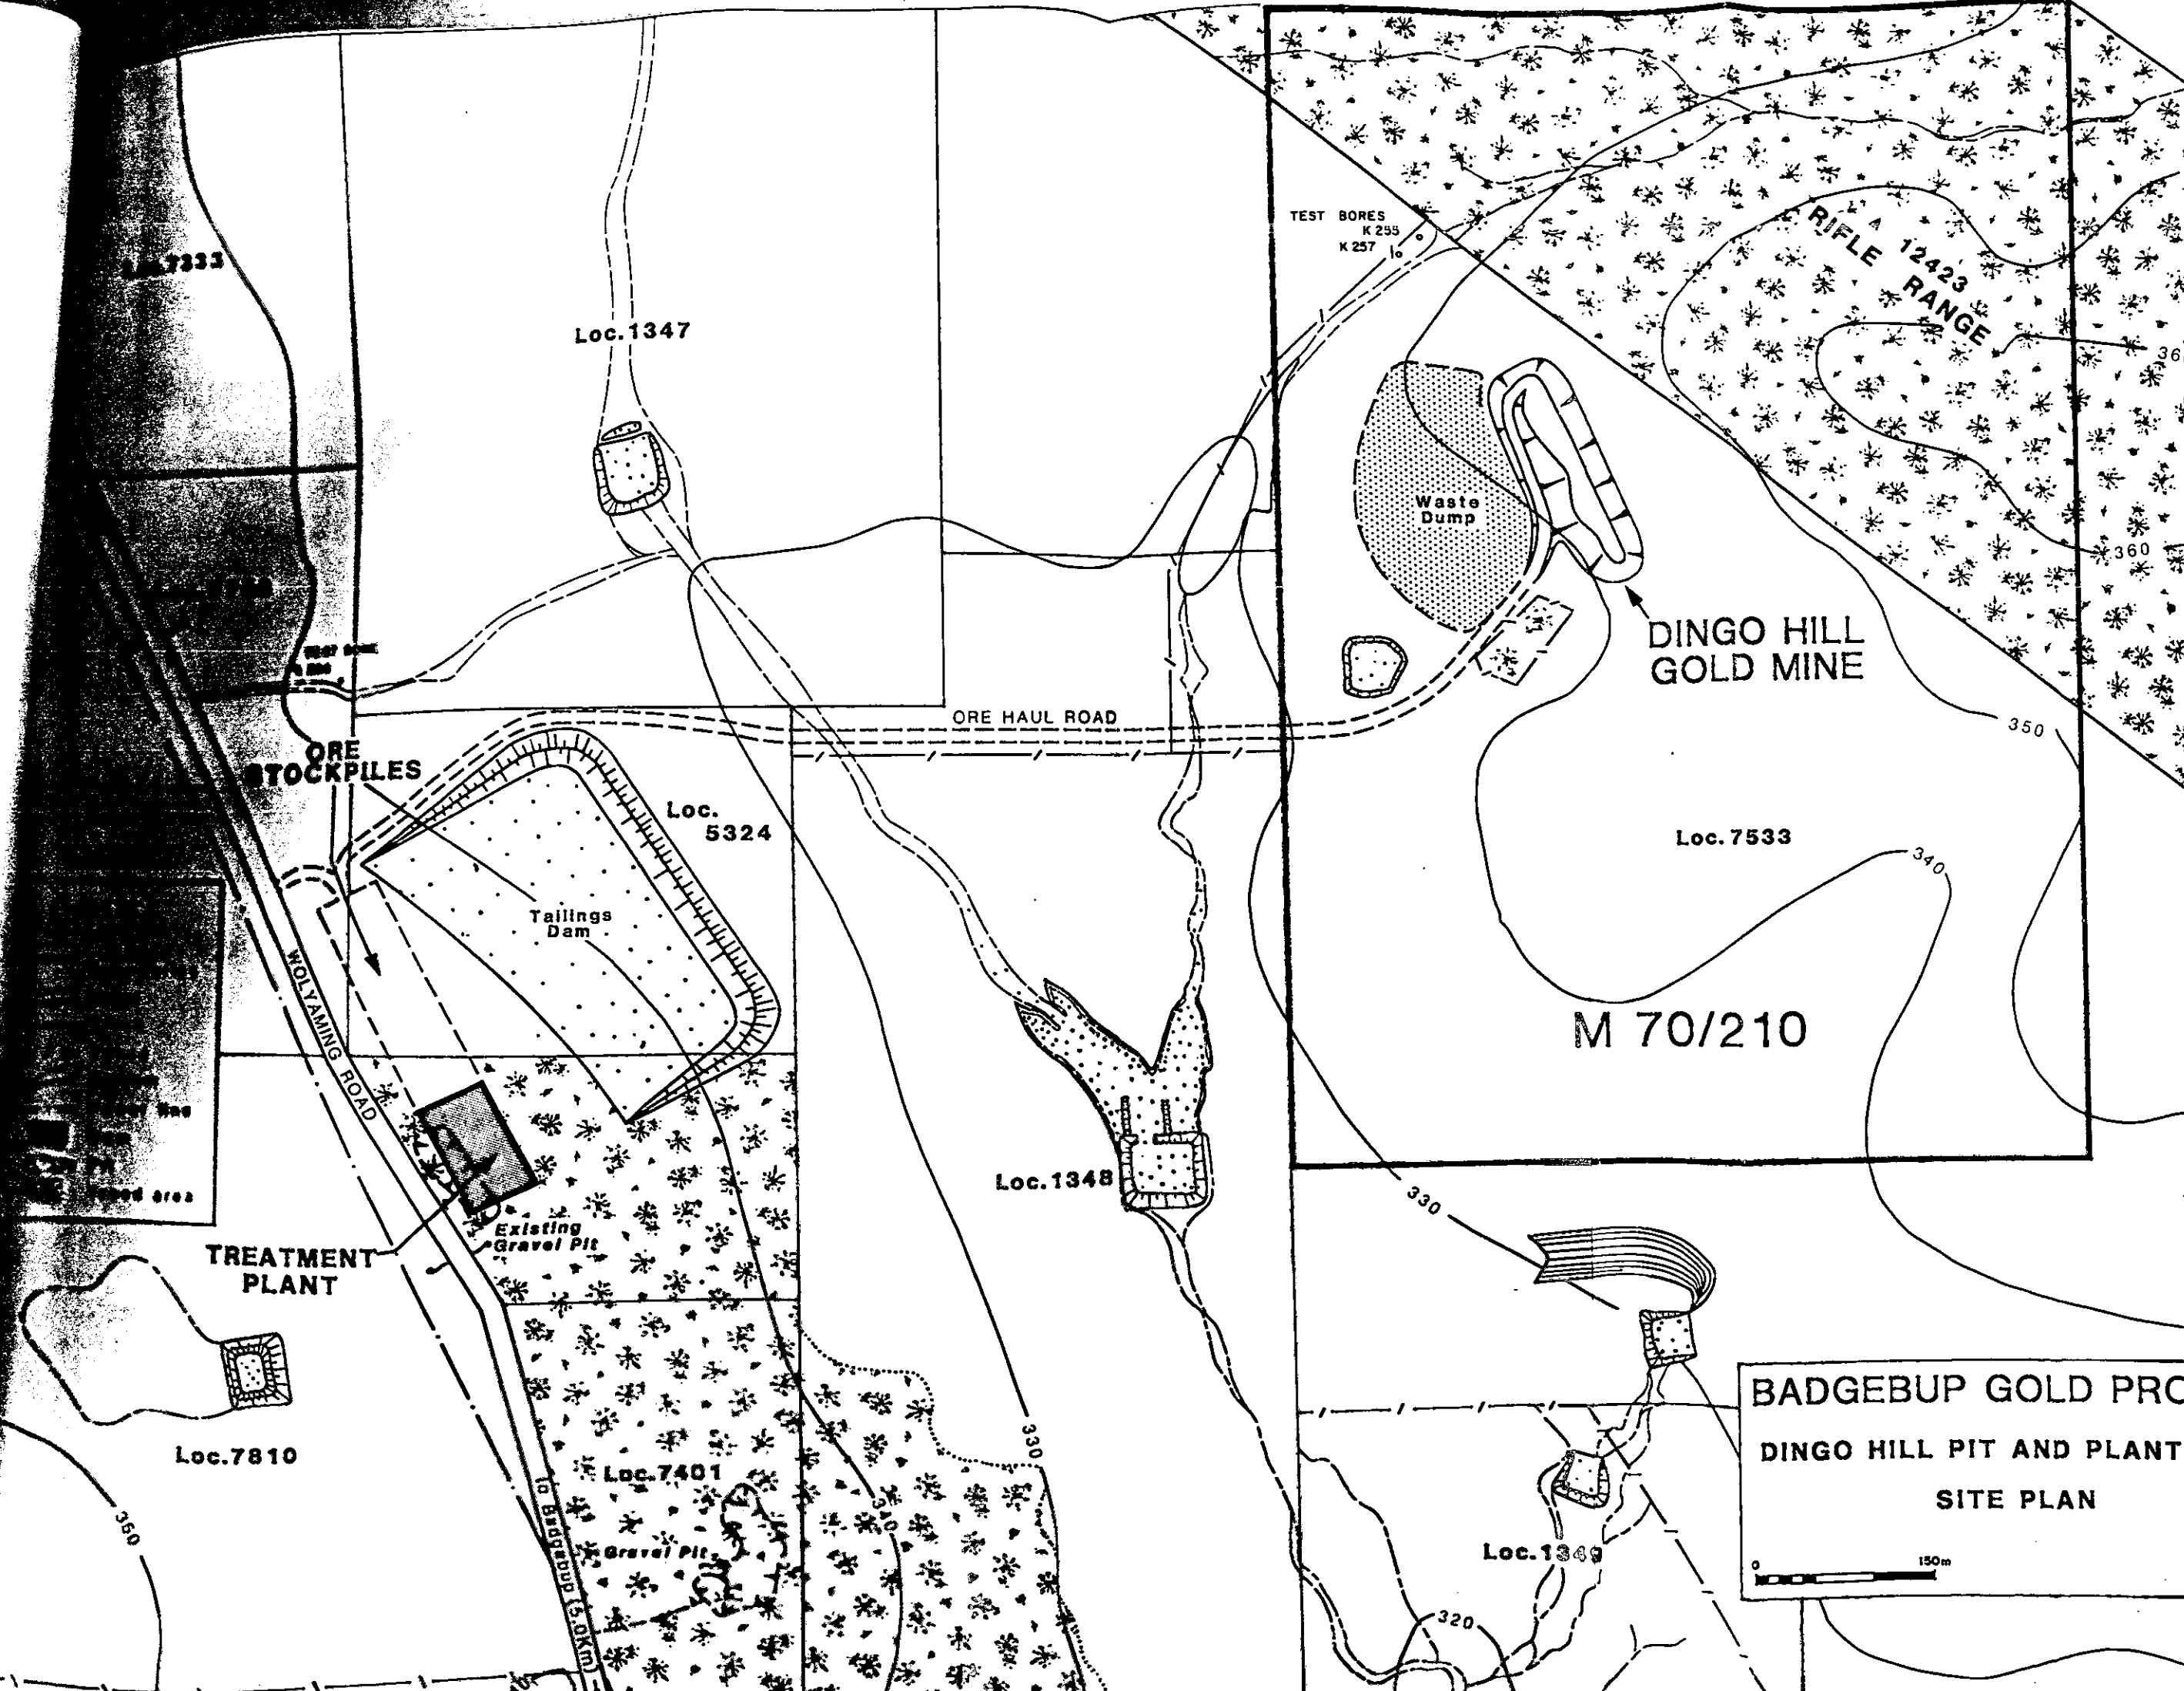 TEST BORES
K 255
K 257
RIFLE RANGE
12423
Loc.7333
Loc.1347
36
Waste
Dump
360
DINGO HILL
GOLD MINE
ORE HAUL ROAD
350
ORE
STOCKPILES
Loc.
5324
Loc.7533
340
Tailings
Dam
WOLYAMING ROAD
M 70/210
Loc.1348
330
Existing
Gravel Pit
TREATMENT
PLANT
BADGEBUP GOLD PRO
DINGO HILL PIT AND PLANT
SITE PLAN
0
150m
330
Loc.7810
Loc.7401
350
340
to Badgebup (5.0Km)
Gravel Pit
Loc.1349
320